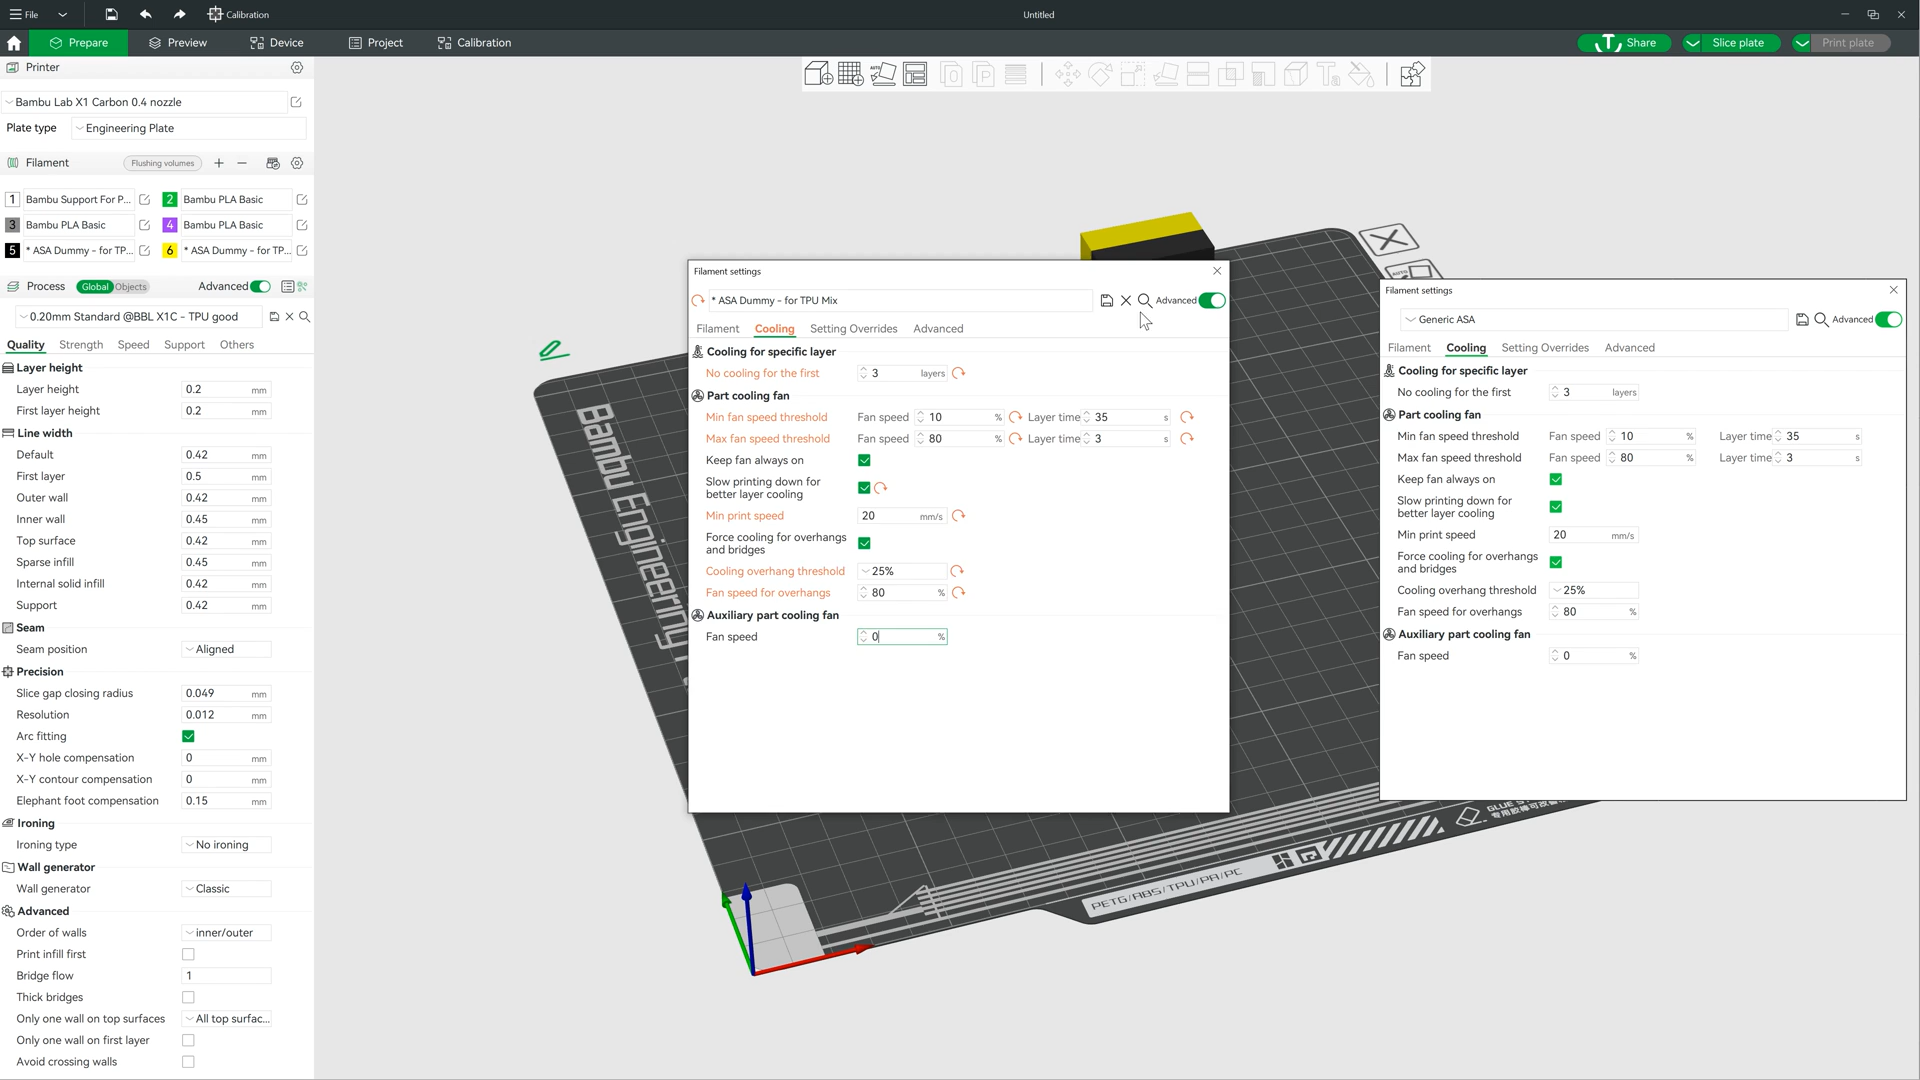 File
Calibration
Untitled
Prepare
Preview
Device
Project
Calibration
Share
Slice plate
Print plate
Printer
Bambu Lab X1 Carbon 0.4 nozzle
Plate type
Engineering Plate
Filament
Flushing volumes
1 Bambu Support For P...
2 Bambu PLA Basic
3 Bambu PLA Basic
4 Bambu PLA Basic
5 * ASA Dummy - for TP...
6 * ASA Dummy - for TP...
Process
Global
Objects
Advanced
0.20mm Standard @BBL X1C - TPU good
Quality
Strength
Speed
Support
Others
Layer height
Layer height 0.2 mm
First layer height 0.2 mm
Line width
Default 0.42 mm
First layer 0.5 mm
Outer wall 0.42 mm
Inner wall 0.45 mm
Top surface 0.42 mm
Sparse infill 0.45 mm
Internal solid infill 0.42 mm
Support 0.42 mm
Seam
Seam position Aligned
Precision
Slice gap closing radius 0.049 mm
Resolution 0.012 mm
Arc fitting
X-Y hole compensation 0 mm
X-Y contour compensation 0 mm
Elephant foot compensation 0.15 mm
Ironing
Ironing type No ironing
Wall generator
Wall generator Classic
Advanced
Order of walls inner/outer
Print infill first
Bridge flow 1
Thick bridges
Only one wall on top surfaces All top surfac...
Only one wall on first layer
Avoid crossing walls
Filament settings
* ASA Dummy - for TPU Mix
Advanced
Filament
Cooling
Setting Overrides
Advanced
Cooling for specific layer
No cooling for the first 3 layers
Part cooling fan
Min fan speed threshold Fan speed 10 % Layer time 35 s
Max fan speed threshold Fan speed 80 % Layer time 3 s
Keep fan always on
Slow printing down for
better layer cooling
Min print speed 20 mm/s
Force cooling for overhangs
and bridges
Cooling overhang threshold 25%
Fan speed for overhangs 80 %
Auxiliary part cooling fan
Fan speed 0 %
Filament settings
Generic ASA
Advanced
Filament
Cooling
Setting Overrides
Advanced
Cooling for specific layer
No cooling for the first 3 layers
Part cooling fan
Min fan speed threshold Fan speed 10 % Layer time 35 s
Max fan speed threshold Fan speed 80 % Layer time 3 s
Keep fan always on
Slow printing down for
better layer cooling
Min print speed 20 mm/s
Force cooling for overhangs
and bridges
Cooling overhang threshold 25%
Fan speed for overhangs 80 %
Auxiliary part cooling fan
Fan speed 0 %
Bambu Engineering
PETG/ABS/TPU/PA/PC